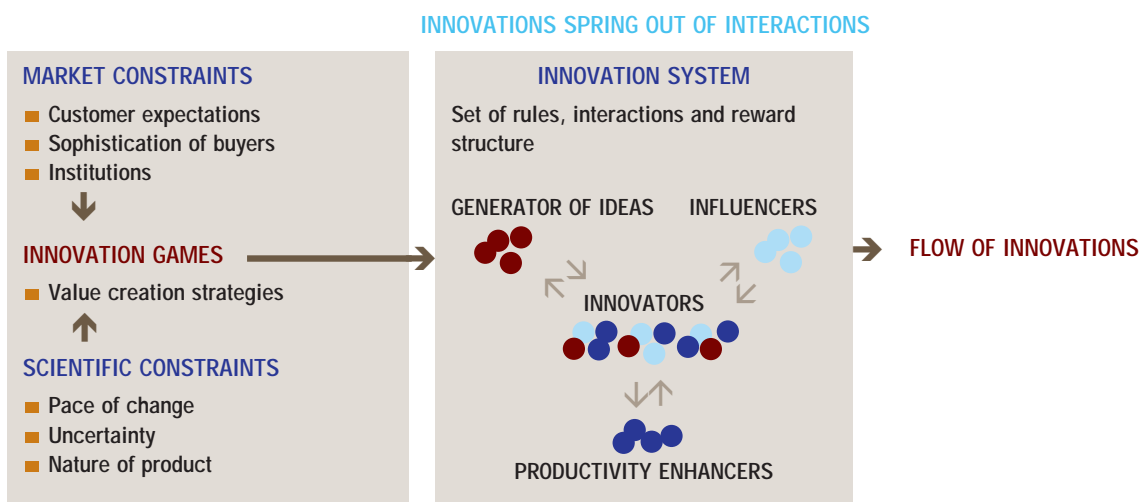 INNOVATIONS SPRING OUT OF INTERACTIONS
MARKET CONSTRAINTS
Customer expectations
Sophistication of buyers
Institutions
INNOVATION GAMES
Value creation strategies
SCIENTIFIC CONSTRAINTS
Pace of change
Uncertainty
Nature of product
INNOVATION SYSTEM
Set of rules, interactions and reward
structure
GENERATOR OF IDEAS
INFLUENCERS
INNOVATORS
PRODUCTIVITY ENHANCERS
FLOW OF INNOVATIONS